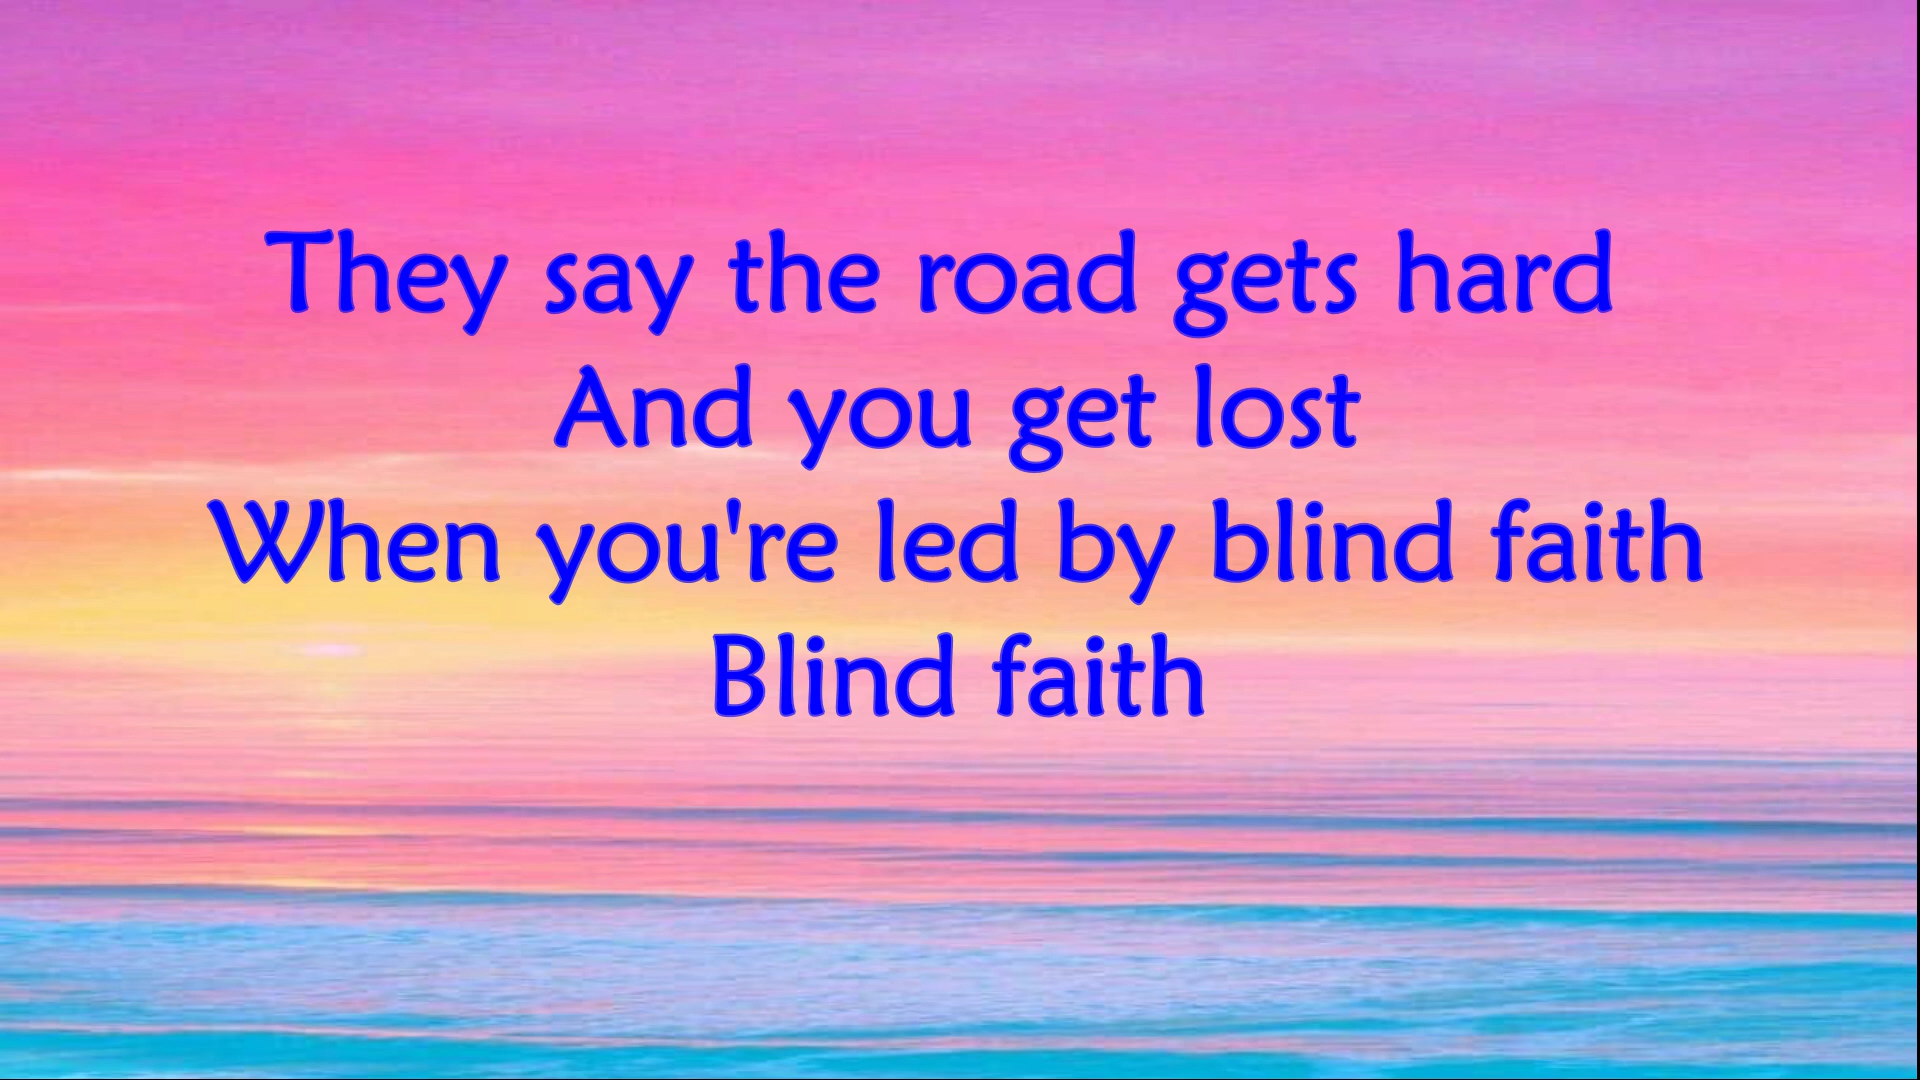 They say the road gets hard
And you get lost
When you're led by blind faith
Blind faith